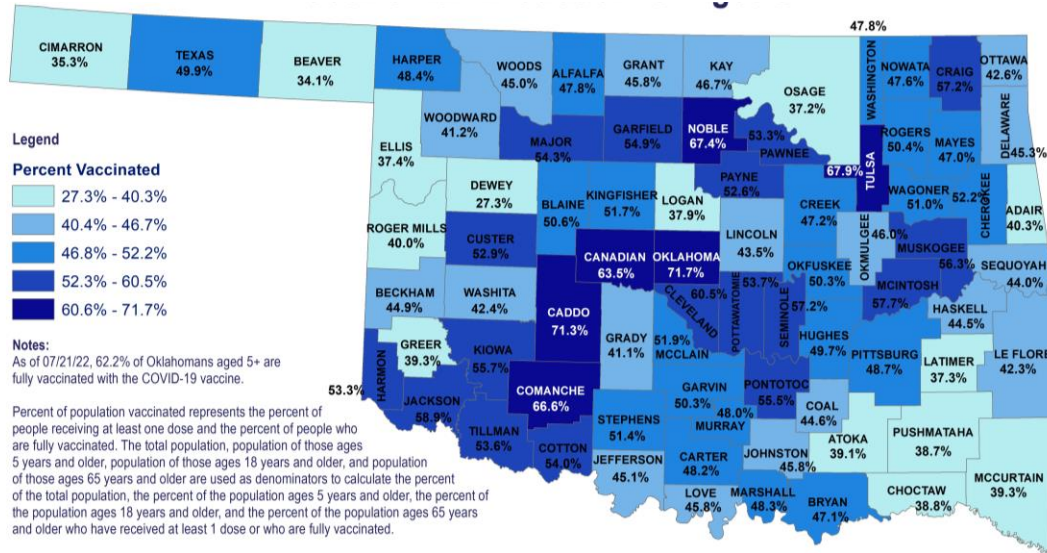 47.8%
CIMARRON
35.3%
TEXAS
49.9%
BEAVER
34.1%
HARPER
48.4%
WOODS
45.0%
ALFALFA
47.8%
GRANT
45.8%
KAY
46.7%
OSAGE
37.2%
WASHINGTON
NOWATA
47.6%
CRAIG
57.2%
OTTAWA
42.6%
DELAWARE
45.3%
WOODWARD
41.2%
ELLIS
37.4%
MAJOR
54.3%
GARFIELD
54.9%
NOBLE
67.4%
53.3%
PAWNEE
67.9%
TULSA
ROGERS
50.4%
MAYES
47.0%
Legend
Percent Vaccinated
27.3% - 40.3%
40.4% - 46.7%
46.8% - 52.2%
52.3% - 60.5%
60.6% - 71.7%
DEWEY
27.3%
BLAINE
50.6%
KINGFISHER
51.7%
LOGAN
37.9%
PAYNE
52.6%
CREEK
47.2%
WAGONER
51.0%
52.2%
CHEROKEE
ADAIR
40.3%
ROGER MILLS
40.0%
CUSTER
52.9%
CANADIAN
63.5%
OKLAHOMA
71.7%
LINCOLN
43.5%
OKMULGEE
46.0%
MUSKOGEE
56.3%
SEQUOYAH
44.0%
OKFUSKEE
50.3%
MCINTOSH
57.7%
BECKHAM
44.9%
WASHITA
42.4%
CADDO
71.3%
GRADY
41.1%
60.5%
CLEVELAND
53.7%
POTTAWATOMIE
SEMINOLE
57.2%
HUGHES
49.7%
HASKELL
44.5%
LE FLORE
42.3%
51.9%
MCCLAIN
PITTSBURG
48.7%
LATIMER
37.3%
GREER
39.3%
KIOWA
55.7%
53.3%
HARMON
JACKSON
58.9%
COMANCHE
66.6%
TILLMAN
53.6%
COTTON
54.0%
STEPHENS
51.4%
GARVIN
50.3%
48.0%
MURRAY
PONTOTOC
55.5%
COAL
44.6%
ATOKA
39.1%
PUSHMATAHA
38.7%
MCCURTAIN
39.3%
JEFFERSON
45.1%
CARTER
48.2%
JOHNSTON
45.8%
LOVE
45.8%
MARSHALL
48.3%
BRYAN
47.1%
CHOCTAW
38.8%
Notes:
As of 07/21/22, 62.2% of Oklahomans aged 5+ are
fully vaccinated with the COVID-19 vaccine.
Percent of population vaccinated represents the percent of
people receiving at least one dose and the percent of people who
are fully vaccinated. The total population, population of those ages
5 years and older, population of those ages 18 years and older, and population
of those ages 65 years and older are used as denominators to calculate the percent
of the total population, the percent of the population ages 5 years and older, the percent of
the population ages 18 years and older, and the percent of the population ages 65 years
and older who have received at least 1 dose or who are fully vaccinated.